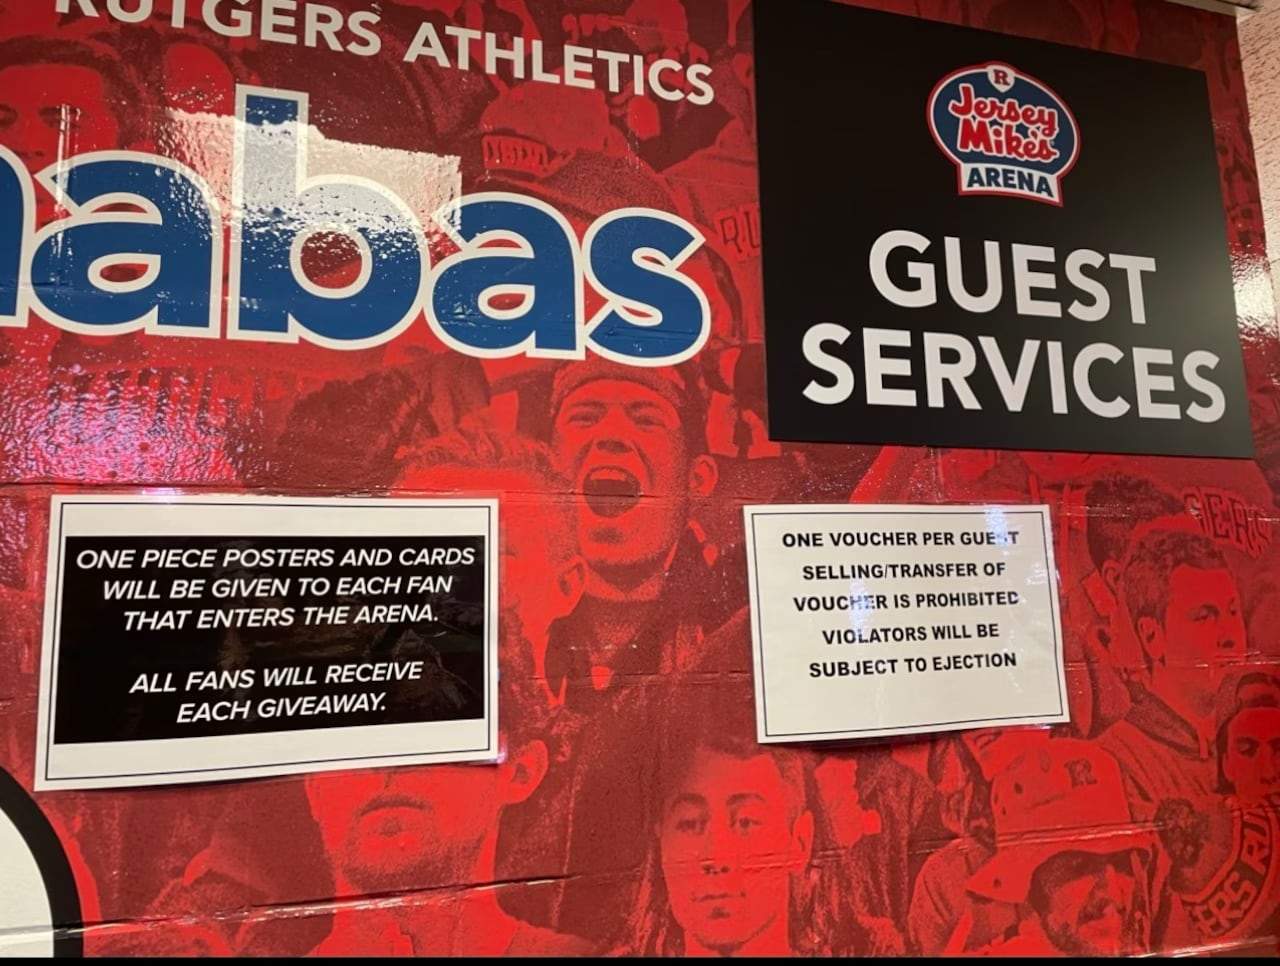 RUTGERS ATHLETICS
abas
R
Jersey
Mike's
ARENA
GUEST
SERVICES
ONE PIECE POSTERS AND CARDS
WILL BE GIVEN TO EACH FAN
THAT ENTERS THE ARENA.
ALL FANS WILL RECEIVE
EACH GIVEAWAY.
ONE VOUCHER PER GUEST
SELLING/TRANSFER OF
VOUCHER IS PROHIBITED
VIOLATORS WILL BE
SUBJECT TO EJECTION
R